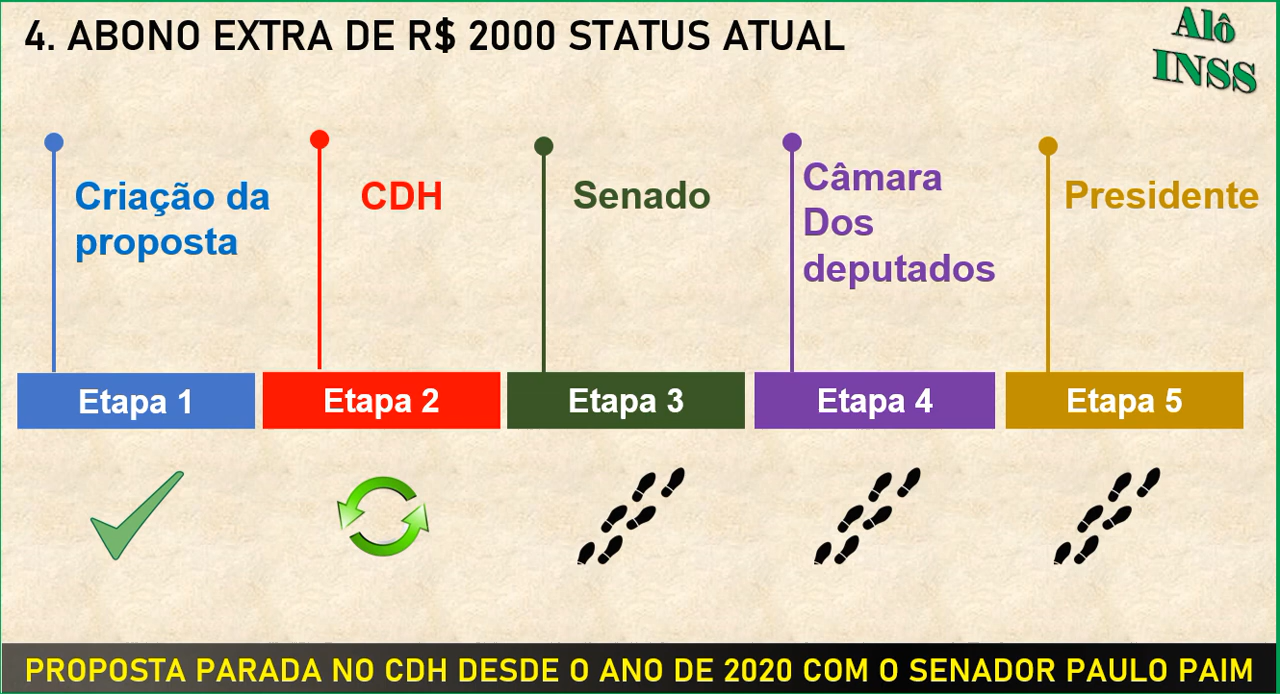 4. ABONO EXTRA DE R$ 2000 STATUS ATUAL
Alô
INSS
Criação da
proposta
CDH
Senado
Câmara
Dos
deputados
Presidente
Etapa 1
Etapa 2
Etapa 3
Etapa 4
Etapa 5
PROPOSTA PARADA NO CDH DESDE O ANO DE 2020 COM O SENADOR PAULO PAIM